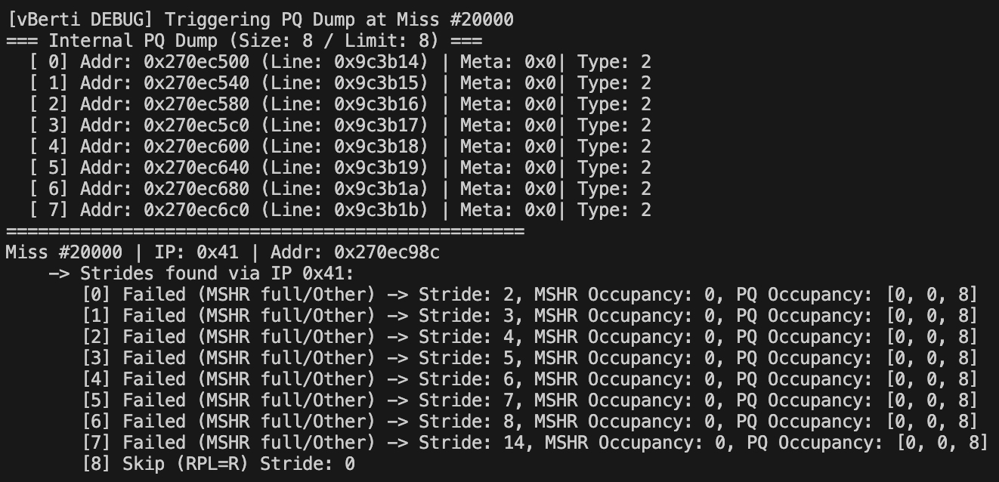 [vBerti DEBUG] Triggering PQ Dump at Miss #20000
=== Internal PQ Dump (Size: 8 / Limit: 8) ===
[ 0] Addr: 0x270ec500 (Line: 0x9c3b14) | Meta: 0x0| Type: 2
[ 1] Addr: 0x270ec540 (Line: 0x9c3b15) | Meta: 0x0| Type: 2
[ 2] Addr: 0x270ec580 (Line: 0x9c3b16) | Meta: 0x0| Type: 2
[ 3] Addr: 0x270ec5c0 (Line: 0x9c3b17) | Meta: 0x0| Type: 2
[ 4] Addr: 0x270ec600 (Line: 0x9c3b18) | Meta: 0x0| Type: 2
[ 5] Addr: 0x270ec640 (Line: 0x9c3b19) | Meta: 0x0| Type: 2
[ 6] Addr: 0x270ec680 (Line: 0x9c3b1a) | Meta: 0x0| Type: 2
[ 7] Addr: 0x270ec6c0 (Line: 0x9c3b1b) | Meta: 0x0| Type: 2
=================================================
Miss #20000 | IP: 0x41 | Addr: 0x270ec98c
-> Strides found via IP 0x41:
[0] Failed (MSHR full/Other) -> Stride: 2, MSHR Occupancy: 0, PQ Occupancy: [0, 0, 8]
[1] Failed (MSHR full/Other) -> Stride: 3, MSHR Occupancy: 0, PQ Occupancy: [0, 0, 8]
[2] Failed (MSHR full/Other) -> Stride: 4, MSHR Occupancy: 0, PQ Occupancy: [0, 0, 8]
[3] Failed (MSHR full/Other) -> Stride: 5, MSHR Occupancy: 0, PQ Occupancy: [0, 0, 8]
[4] Failed (MSHR full/Other) -> Stride: 6, MSHR Occupancy: 0, PQ Occupancy: [0, 0, 8]
[5] Failed (MSHR full/Other) -> Stride: 7, MSHR Occupancy: 0, PQ Occupancy: [0, 0, 8]
[6] Failed (MSHR full/Other) -> Stride: 8, MSHR Occupancy: 0, PQ Occupancy: [0, 0, 8]
[7] Failed (MSHR full/Other) -> Stride: 14, MSHR Occupancy: 0, PQ Occupancy: [0, 0, 8]
[8] Skip (RPL=R) Stride: 0